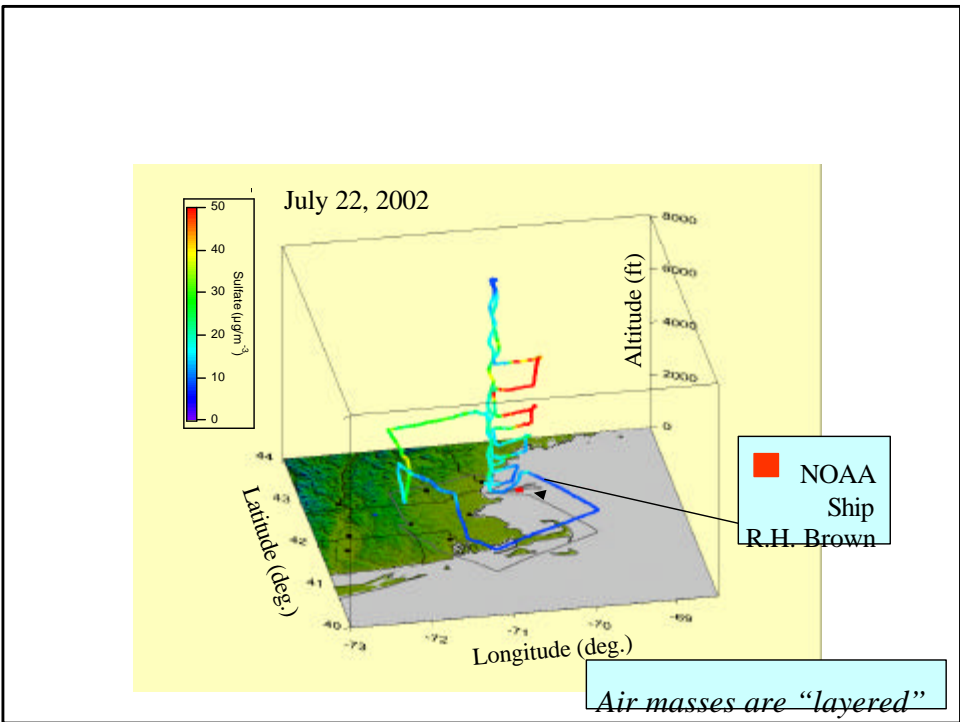 July 22, 2002
50
40
30
20
10
0
Sulfate (µg/m-3)
8000
6000
4000
2000
0
Altitude (ft)
44
43
42
41
40
Latitude (deg.)
-73
-72
-71
-70
-69
Longitude (deg.)
NOAA
Ship
R.H. Brown
Air masses are “layered”